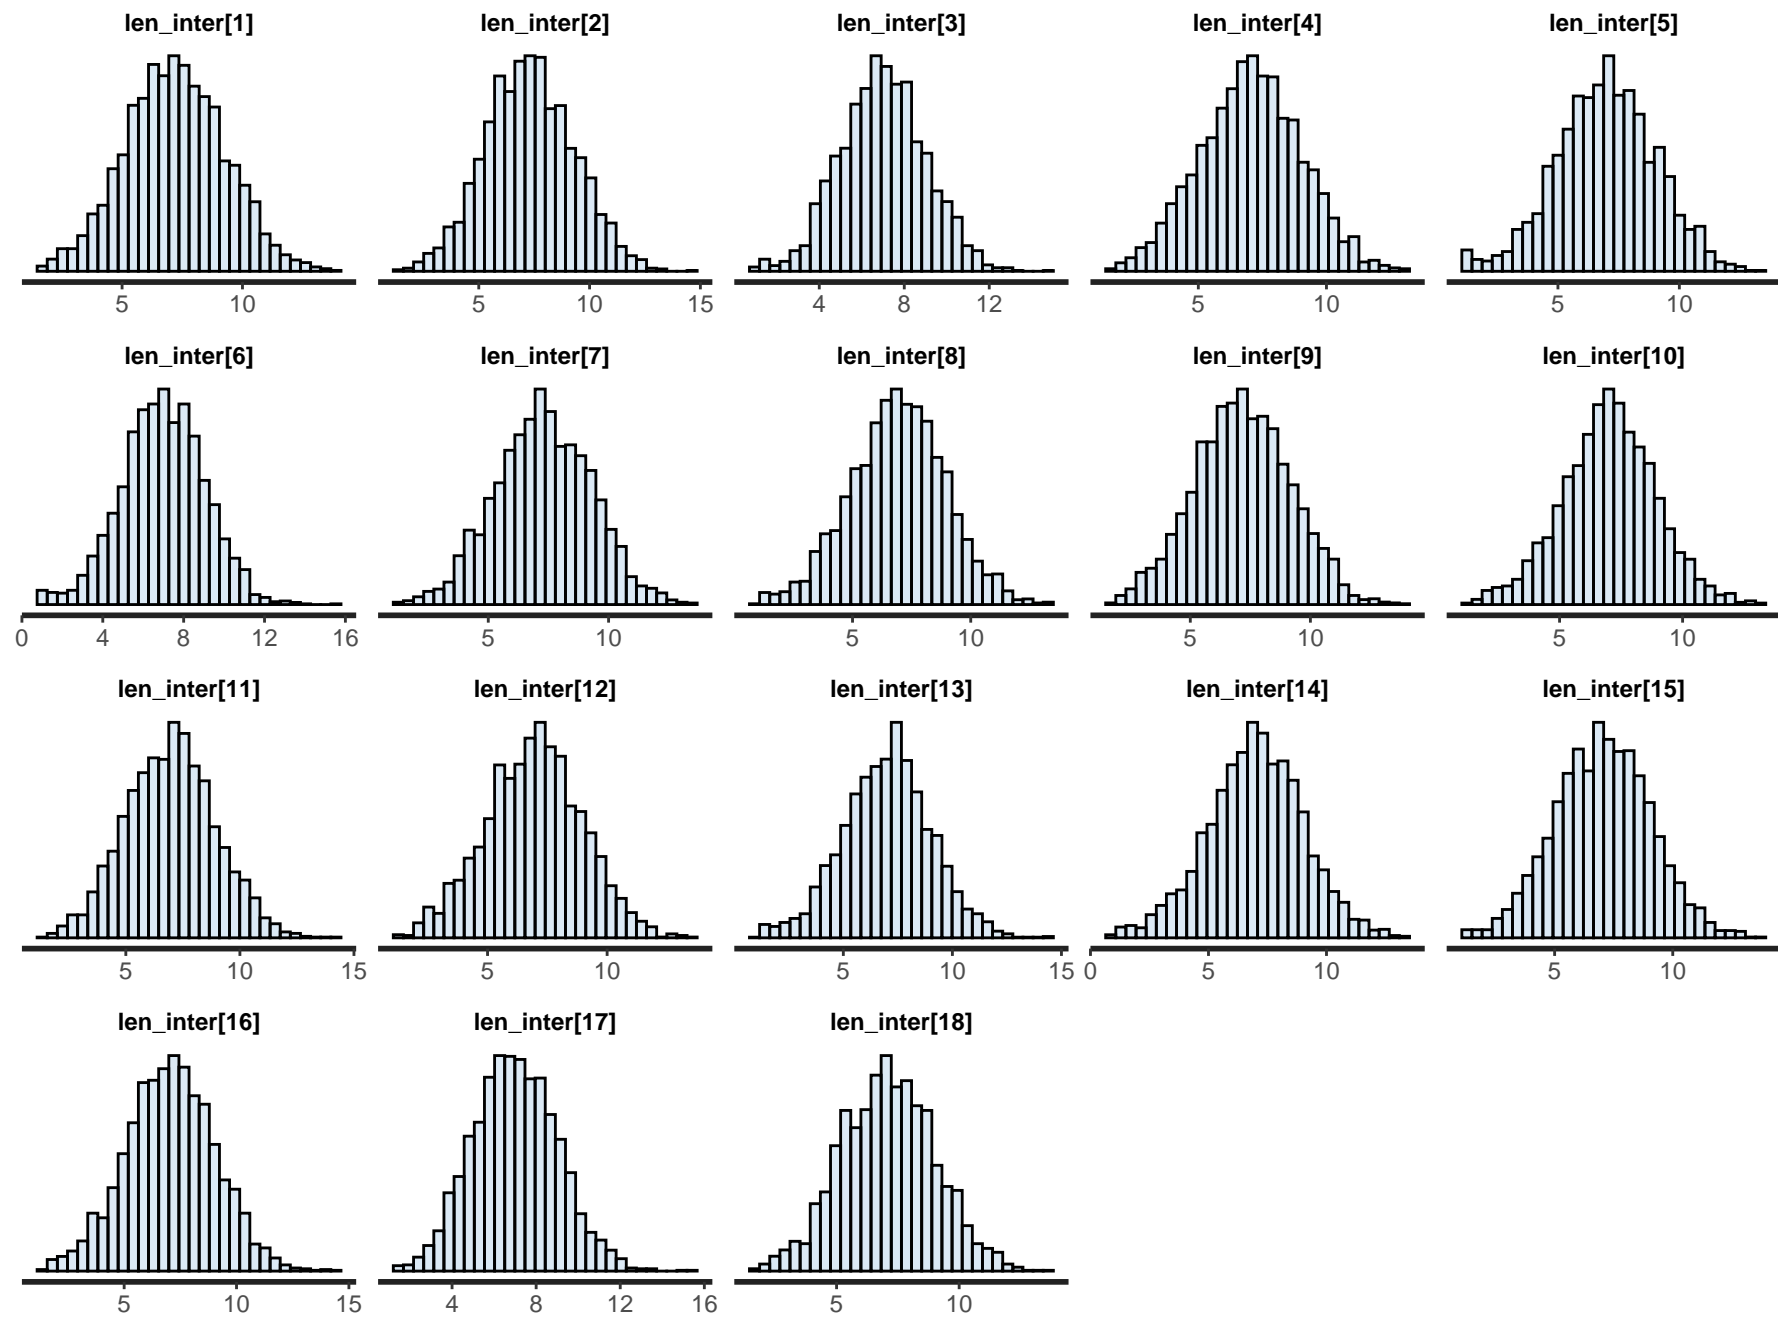 len_inter[1] len_inter[2] len_inter[3] len_inter[4] len_inter[5]
5 10 5 10 15 4 8 12 5 10 5 10
len_inter[6] len_inter[7] len_inter[8] len_inter[9] len_inter[10]
0 4 8 12 16 5 10 5 10 5 10 5 10
len_inter[11] len_inter[12] len_inter[13] len_inter[14] len_inter[15]
5 10 15 5 10 5 10 15 0 5 10 5 10
len_inter[16] len_inter[17] len_inter[18]
5 10 15 4 8 12 16 5 10